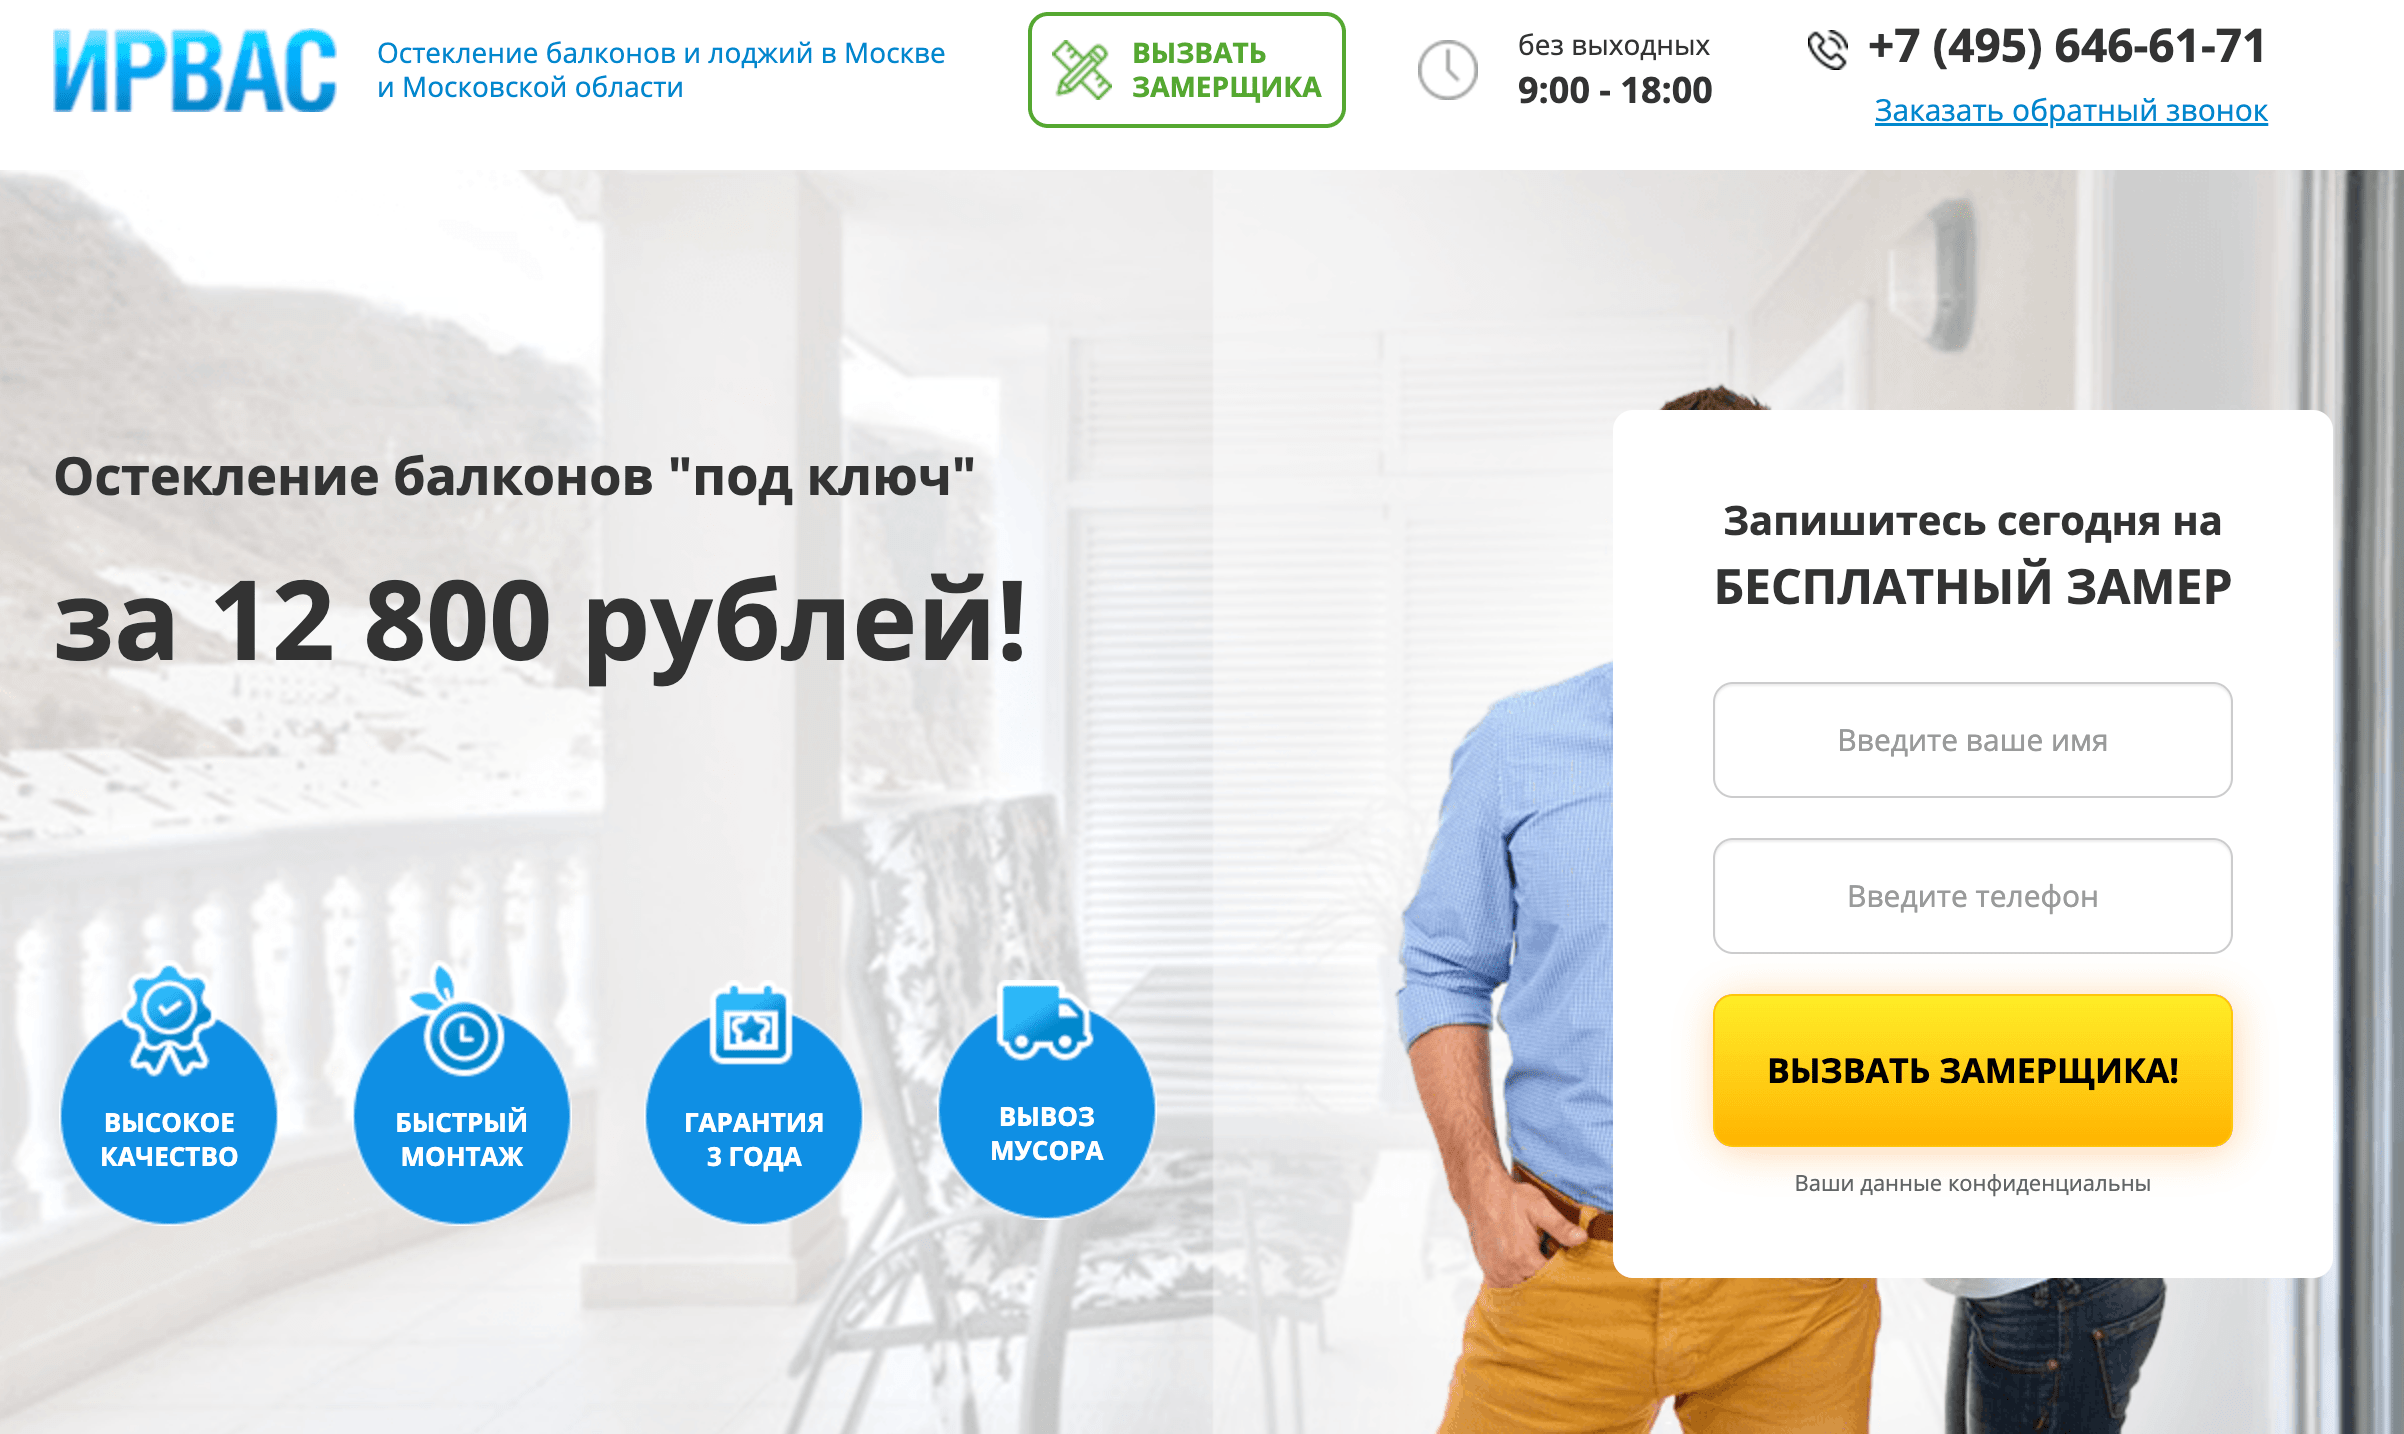 ИРВАС
Остекление балконов и лоджий в Москве
и Московской области
ВЫЗВАТЬ
ЗАМЕРЩИКА
без выходных
9:00 - 18:00
+7 (495) 646-61-71
Заказать обратный звонок
Остекление балконов "под ключ"
за 12 800 рублей!
ВЫСОКОЕ
КАЧЕСТВО
БЫСТРЫЙ
МОНТАЖ
ГАРАНТИЯ
3 ГОДА
ВЫВОЗ
МУСОРА
Запишитесь сегодня на
БЕСПЛАТНЫЙ ЗАМЕР
Введите ваше имя
Введите телефон
ВЫЗВАТЬ ЗАМЕРЩИКА!
Ваши данные конфиденциальны